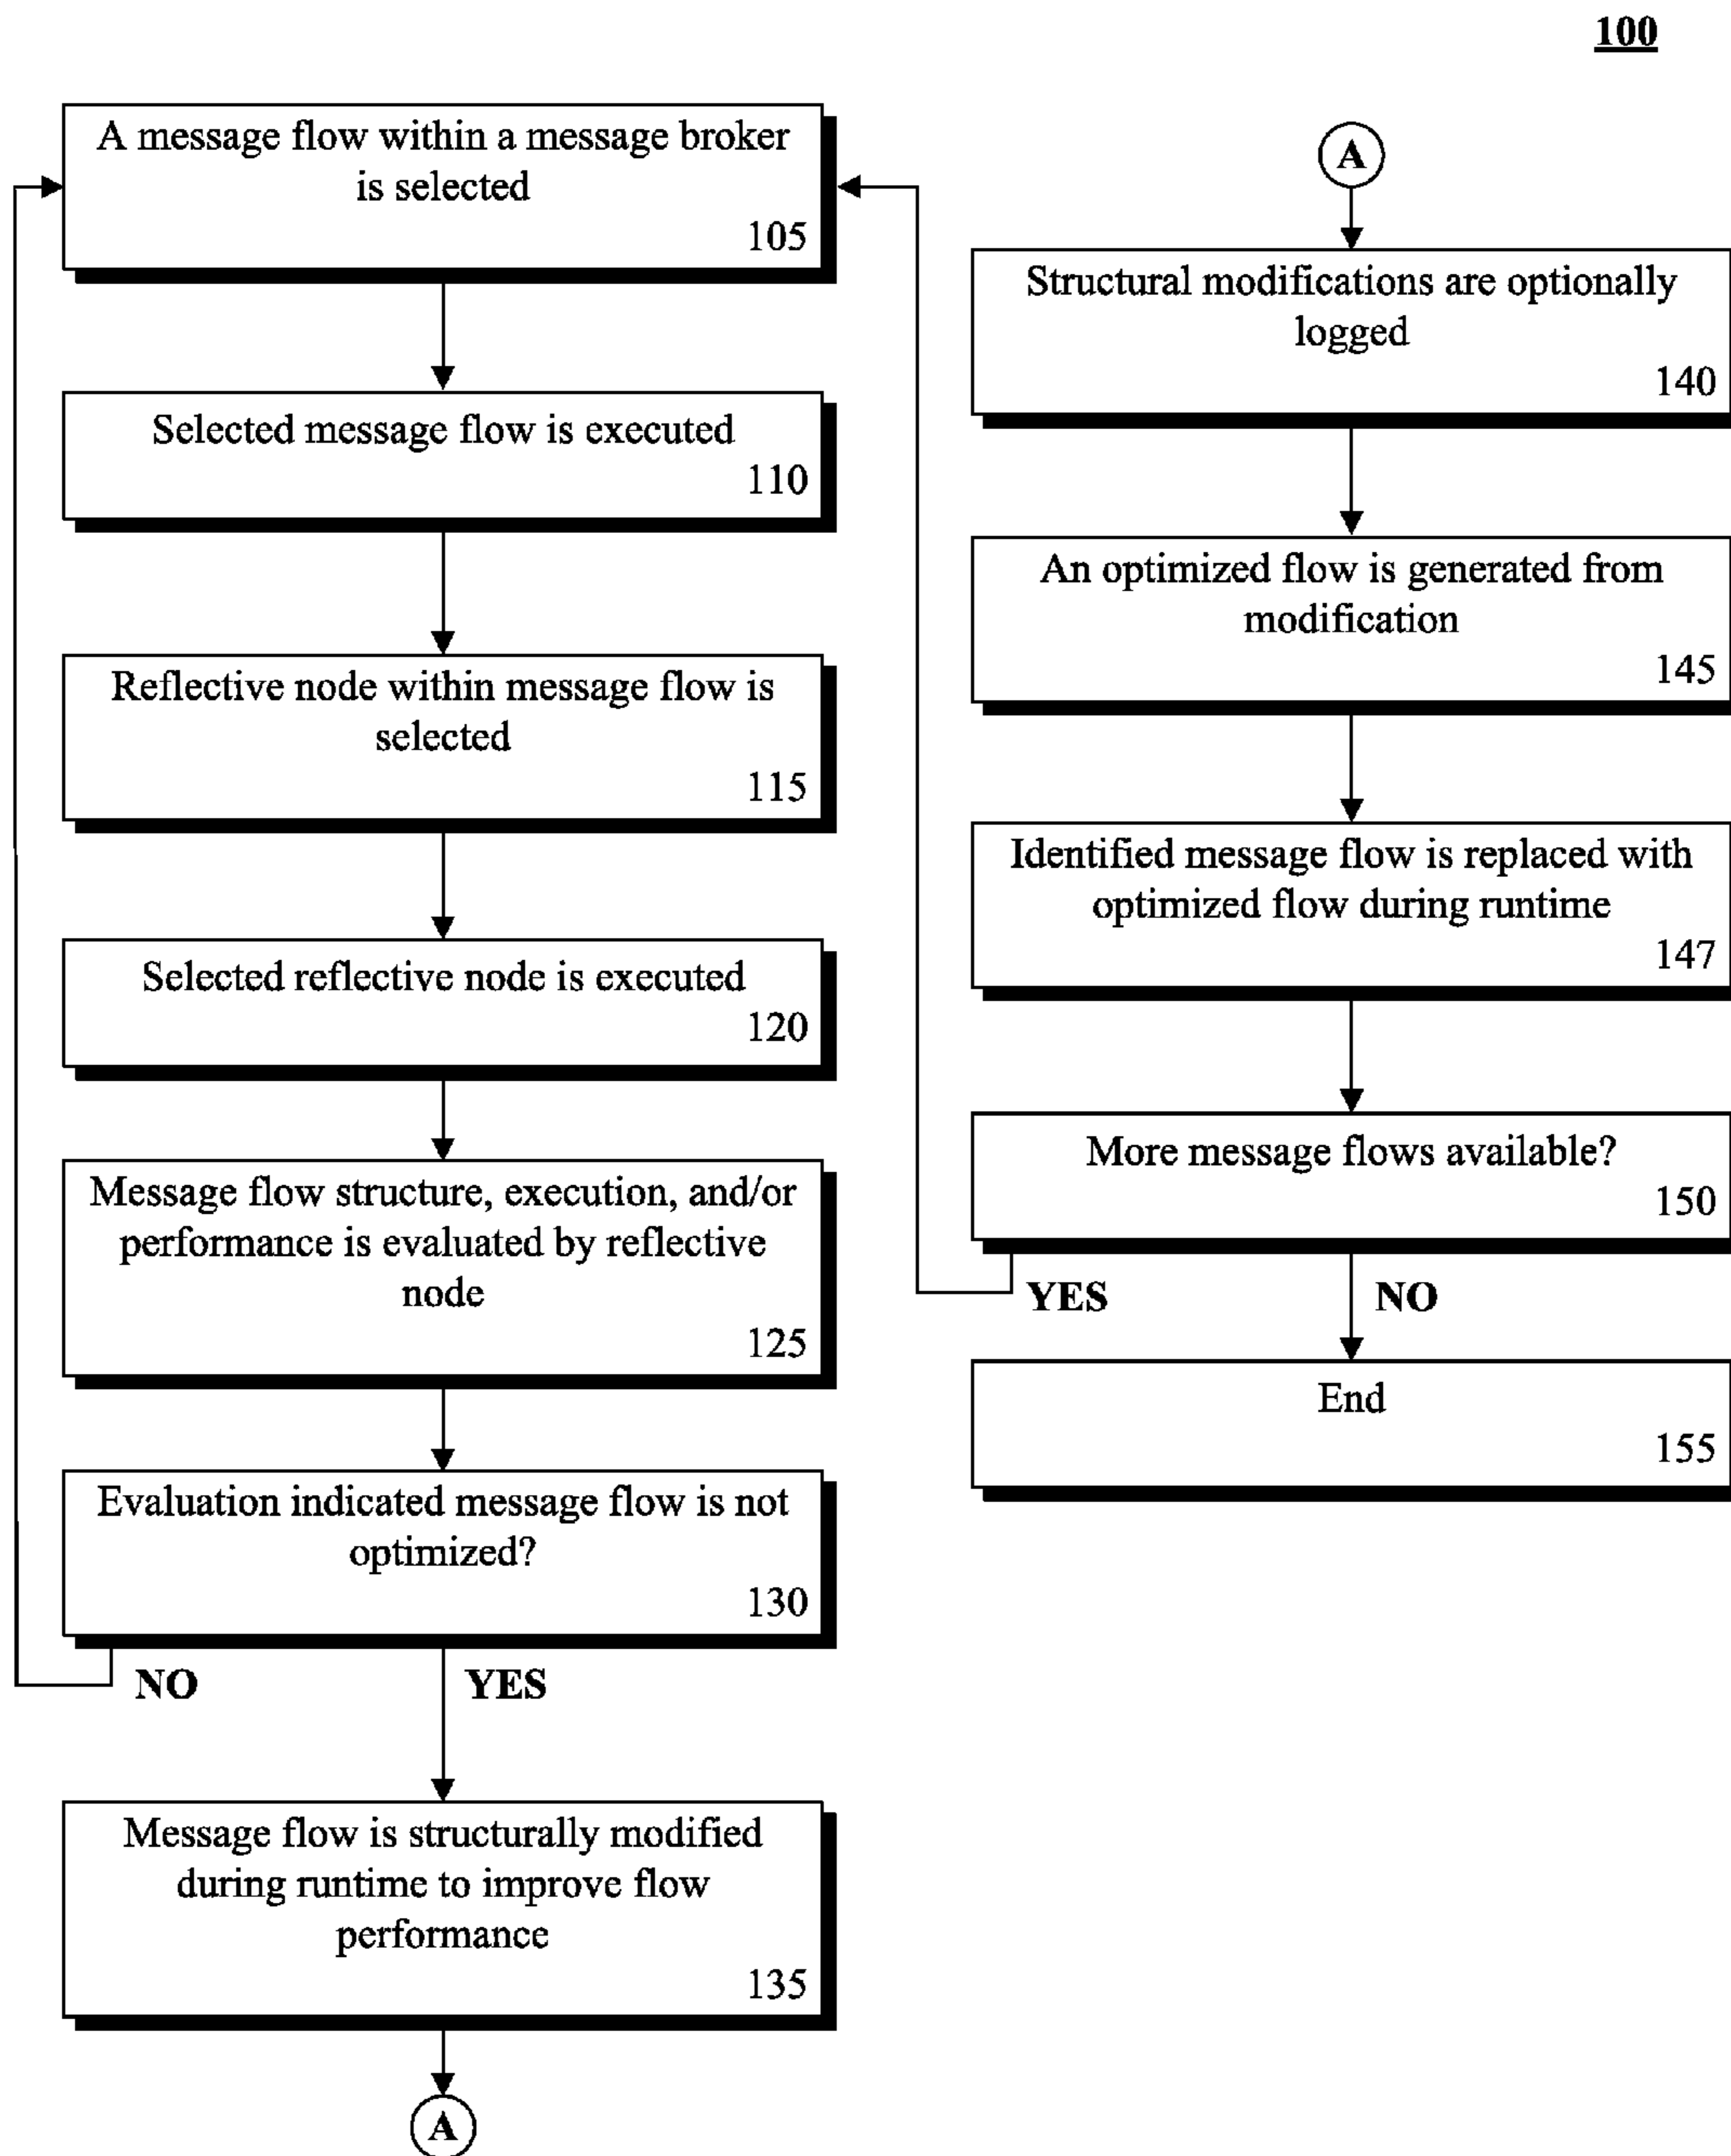 100
A message flow within a message broker
is selected
105
Selected message flow is executed
110
Reflective node within message flow is
selected
115
Selected reflective node is executed
120
Message flow structure, execution, and/or
performance is evaluated by reflective
node
125
Evaluation indicated message flow is not
optimized?
130
NO
YES
Message flow is structurally modified
during runtime to improve flow
performance
135
A
A
Structural modifications are optionally
logged
140
An optimized flow is generated from
modification
145
Identified message flow is replaced with
optimized flow during runtime
147
More message flows available?
150
YES
NO
End
155